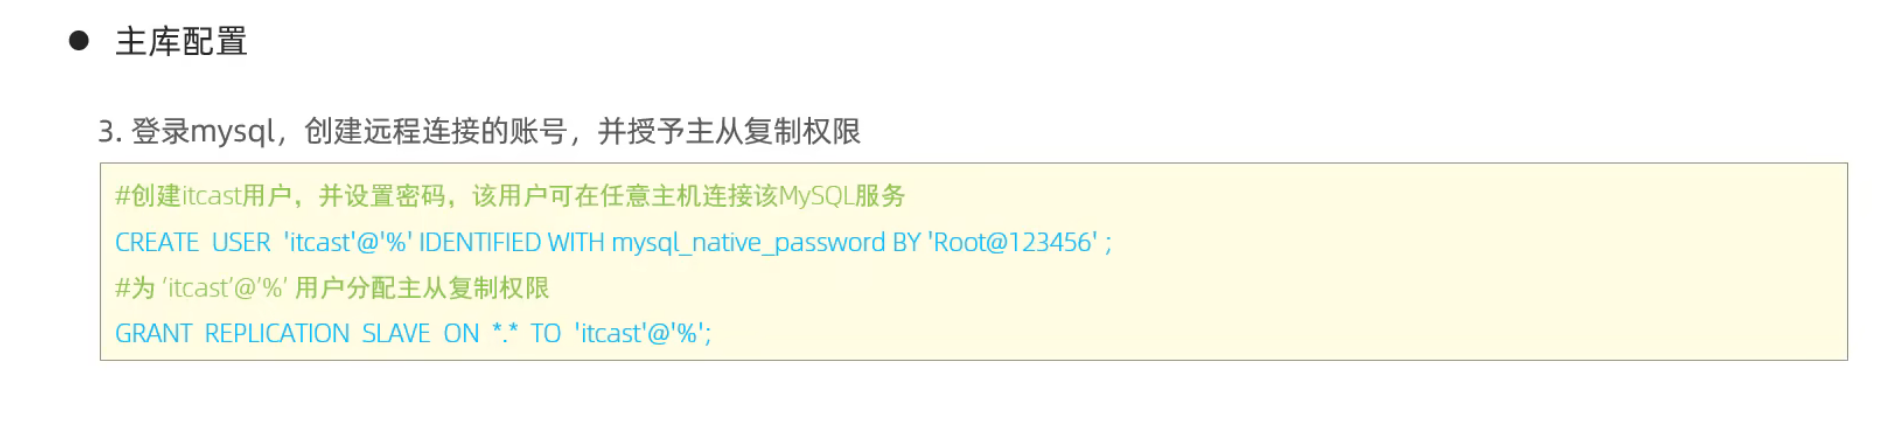 ● 主库配置
3. 登录mysql，创建远程连接的账号，并授予主从复制权限
#创建itcast用户，并设置密码，该用户可在任意主机连接该MySQL服务
CREATE USER 'itcast'@'%' IDENTIFIED WITH mysql_native_password BY 'Root@123456' ;
#为 'itcast'@'%' 用户分配主从复制权限
GRANT REPLICATION SLAVE ON *.* TO 'itcast'@'%';